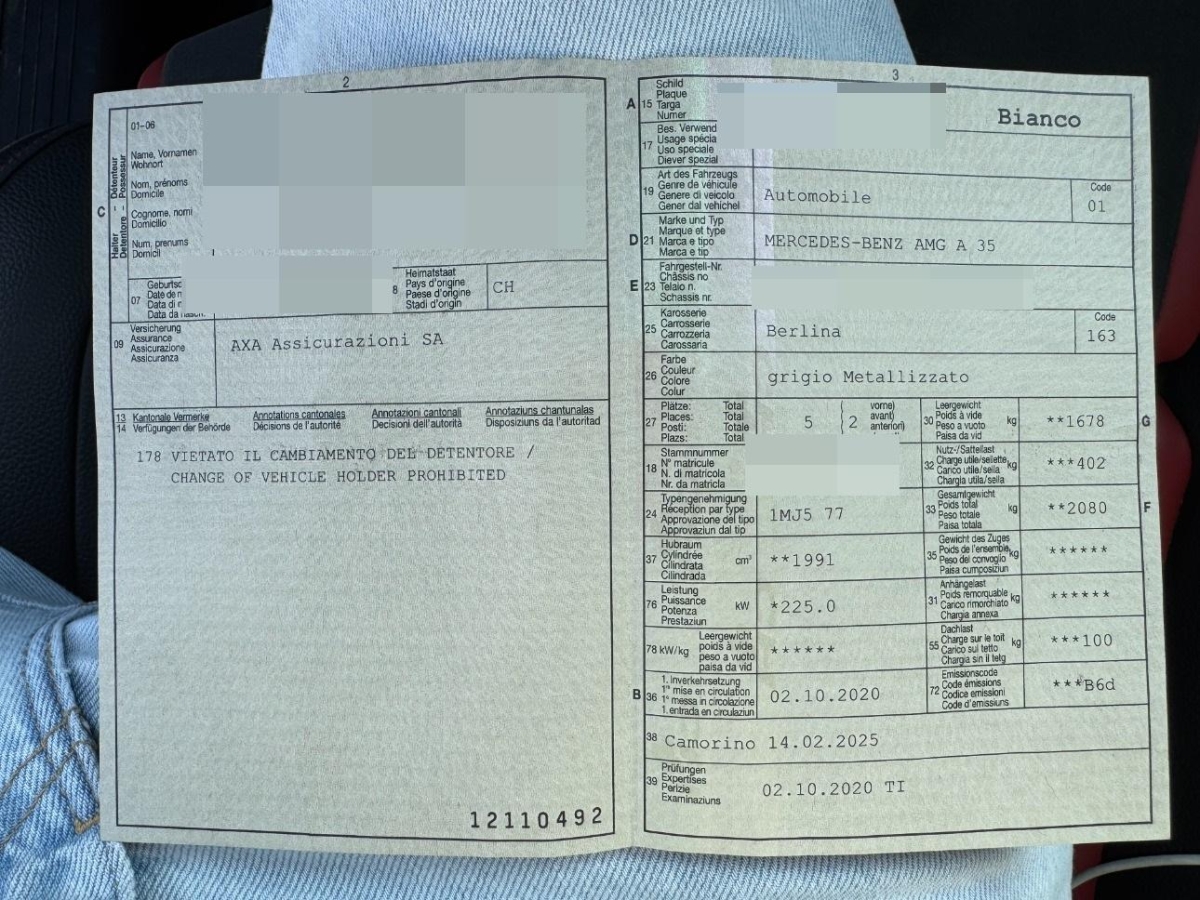 2
01-06
Name, Vornamen
Wohnort
Nom, prénoms
Domicile
Cognome, nomi
Domicilio
Num, prenums
Domicil
C
Halter - Détenteur
Detentore - Possessur
07
Date de
Data di
Data da
8
Heimatstaat
Pays d'origine
Paese d'origine
Stadi d'origin
CH
09
Versicherung
Assurance
Assicurazione
Assicuranza
AXA Assicurazioni SA
13 Kantonale Vermerke
14 Verfügungen der Behörde
Annotations cantonales
Décisions de l'autorité
Annotazioni cantonali
Decisioni dell'autorità
Annotaziuns chantunalas
Disposiziuns da l'autoritad
178 VIETATO IL CAMBIAMENTO DEL DETENTORE /
CHANGE OF VEHICLE HOLDER PROHIBITED
12110492
3
A 15
Schild
Plaque
Targa
Numer
Bianco
17
Bes. Verwend
Usage spécia
Uso speciale
Diever spezial
19
Art des Fahrzeugs
Genre de véhicule
Genere di veicolo
Gener dal vehichel
Automobile
Code
01
D 21
Marke und Typ
Marque et type
Marca e tipo
Marca e tip
MERCEDES-BENZ AMG A 35
E 23
Fahrgestell-Nr.
Châssis no
Telaio n.
Schassis nr.
25
Karosserie
Carrosserie
Carrozzeria
Carossaria
Berlina
Code
163
26
Farbe
Couleur
Colore
Colur
grigio Metallizzato
27
Plätze: Total
Places: Total
Posti: Totale
Plazs: Total
5
2
vorne)
avant)
anteriori)
30
Leergewicht
Poids à vide
Peso a vuoto
Paisa da vid
kg
**1678
G
18
Stammnummer
N° matricule
N. di matricola
Nr. da matricla
32
Nutz-/Sattellast
Charge utile/sellette
Carico utile/sella
Chargia utila/sella
kg
***402
24
Typengenehmigung
Réception par type
Approvazione del tipo
Approvaziun dal tip
1MJ5 77
33
Gesamtgewicht
Poids total
Peso totale
Paisa totala
kg
**2080
F
37
Hubraum
Cylindrée
Cilindrata
Cilindrada
cm³
**1991
35
Gewicht des Zuges
Poids de l'ensemble
Peso del convoglio
Paisa cumposiziun
kg
******
76
Leistung
Puissance
Potenza
Prestaziun
kW
*225.0
31
Anhängelast
Poids remorquable
Carico rimorchiato
Chargia annexa
kg
******
78 kW/kg
Leergewicht
poids à vide
peso a vuoto
paisa da vid
******
55
Dachlast
Charge sur le toit
Carico sul tetto
Chargia sin il tetg
kg
***100
B 36
1. Inverkehrsetzung
1re mise en circulation
1a messa in circolazione
1. entrada en circulaziun
02.10.2020
72
Emissionscode
Code émissions
Codice emissioni
Code d'emissiuns
***B6d
38
Camorino 14.02.2025
39
Prüfungen
Expertises
Perizie
Examinaziuns
02.10.2020 TI